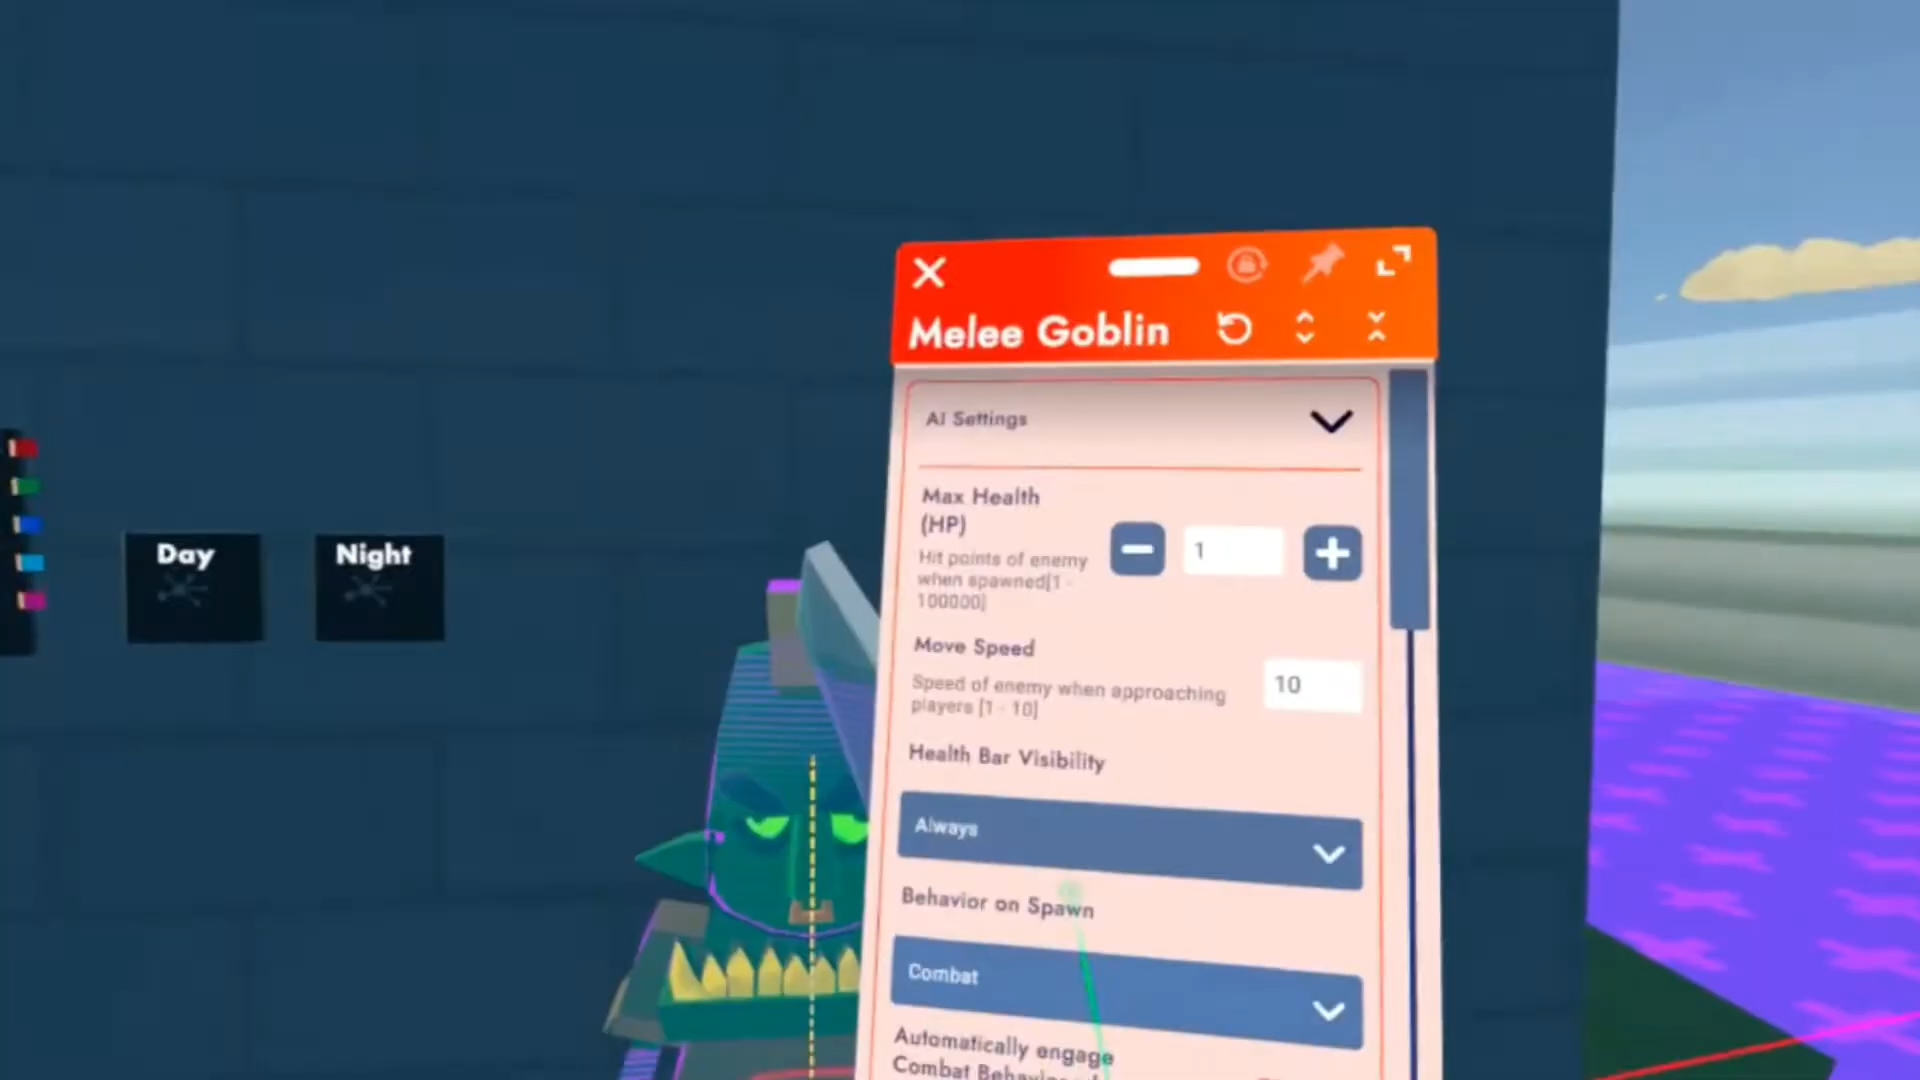 Melee Goblin
AI Settings
Max Health
(HP)
Hit points of enemy
when spawned[1 -
100000]
1
Move Speed
Speed of enemy when approaching
players [1 - 10]
10
Health Bar Visibility
Always
Behavior on Spawn
Combat
Automatically engage
Combat
Day
Night